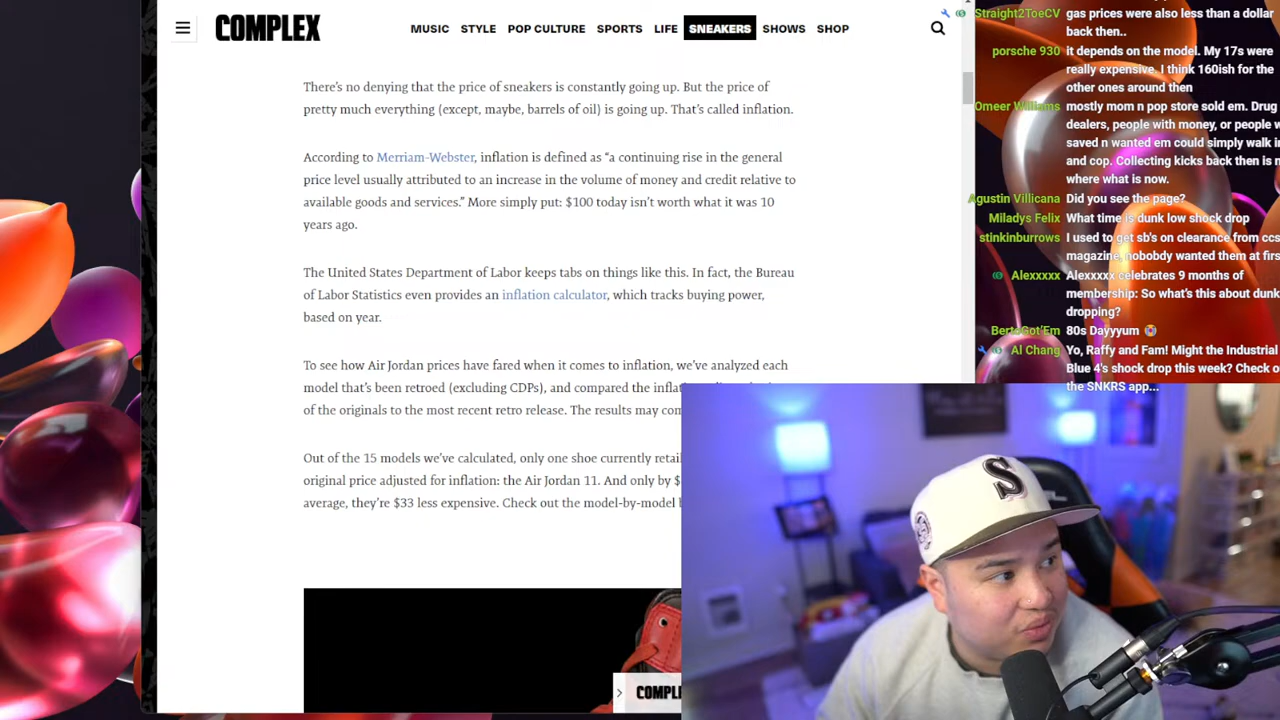 COMPLEX
MUSIC STYLE POP CULTURE SPORTS LIFE SNEAKERS SHOWS SHOP
There's no denying that the price of sneakers is constantly going up. But the price of
pretty much everything (except, maybe, barrels of oil) is going up. That's called inflation.
According to Merriam-Webster, inflation is defined as “a continuing rise in the general
price level usually attributed to an increase in the volume of money and credit relative to
available goods and services.” More simply put: $100 today isn't worth what it was 10
years ago.
The United States Department of Labor keeps tabs on things like this. In fact, the Bureau
of Labor Statistics even provides an inflation calculator, which tracks buying power,
based on year.
To see how Air Jordan prices have fared when it comes to inflation, we've analyzed each
model that's been retroed (excluding CDPs), and compared the
of the originals to the most recent retro release. The results may
Out of the 15 models we've calculated, only one shoe currently
original price adjusted for inflation: the Air Jordan 11. And only by $
average, they're $33 less expensive. Check out the model-by-model
Straight2ToeCV gas prices were also less than a dollar
back then..
porsche 930 it depends on the model. My 17s were
really expensive. I think 160ish for the
other ones around then
Omeer Williams mostly mom n pop store sold em. Drug
dealers, people with money, or people
saved n wanted em could simply walk in
and cop. Collecting kicks back then is
where what is now.
Agustin Villicana Did you see the page?
Miladys Felix What time is dunk low shock drop
stinkinburrows I used to get sb's on clearance from ccs
magazine, nobody wanted them at first
Alexxxxx Alexxxxx celebrates 9 months of
membership: So what's this about dunk
dropping?
BertoGot'Em 80s Dayyyum 😭
Al Chang Yo, Raffy and Fam! Might the Industrial
Blue 4's shock drop this week? Check
the SNKRS app...
S